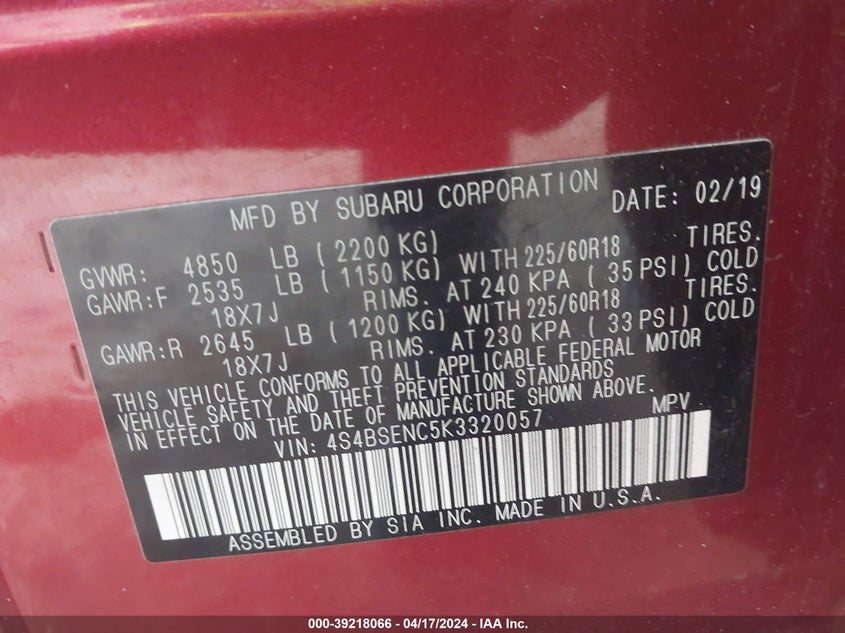 MFD BY SUBARU CORPORATION DATE: 02/19
GVWR: 4850 LB ( 2200 KG)
GAWR:F 2535 LB ( 1150 KG) WITH 225/60R18 TIRES.
18X7J RIMS. AT 240 KPA ( 35 PSI) COLD
GAWR:R 2645 LB ( 1200 KG) WITH 225/60R18 TIRES.
18X7J RIMS. AT 230 KPA ( 33 PSI) COLD
THIS VEHICLE CONFORMS TO ALL APPLICABLE FEDERAL MOTOR
VEHICLE SAFETY AND THEFT PREVENTION STANDARDS
IN EFFECT ON THE DATE OF MANUFACTURE SHOWN ABOVE.
VIN: 4S4BSENC5K3320057 MPV
ASSEMBLED BY SIA INC. MADE IN U.S.A.
000-39218066 - 04/17/2024 - IAA Inc.